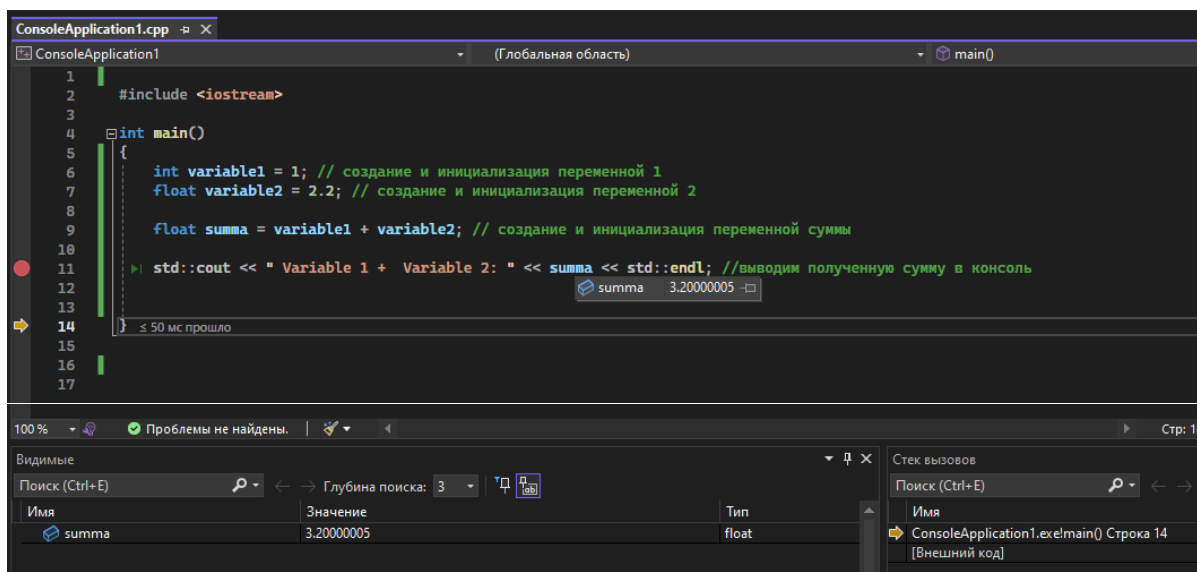 ConsoleApplication1.cpp
ConsoleApplication1 (Глобальная область) main()
1
2 #include <iostream>
3
4 int main()
5 {
6 int variable1 = 1; // создание и инициализация переменной 1
7 float variable2 = 2.2; // создание и инициализация переменной 2
8
9 float summa = variable1 + variable2; // создание и инициализация переменной суммы
10
11 std::cout << " Variable 1 +  Variable 2: " << summa << std::endl; //выводим полученную сумму в консоль
12 summa 3.20000005
13
14 } ≤ 50 мс прошло
15
16
17
100 % Проблемы не найдены. Стр: 1
Видимые
Поиск (Ctrl+E) Глубина поиска: 3
Имя Значение Тип
summa 3.20000005 float
Стек вызовов
Поиск (Ctrl+E)
Имя
ConsoleApplication1.exe!main() Строка 14
[Внешний код]